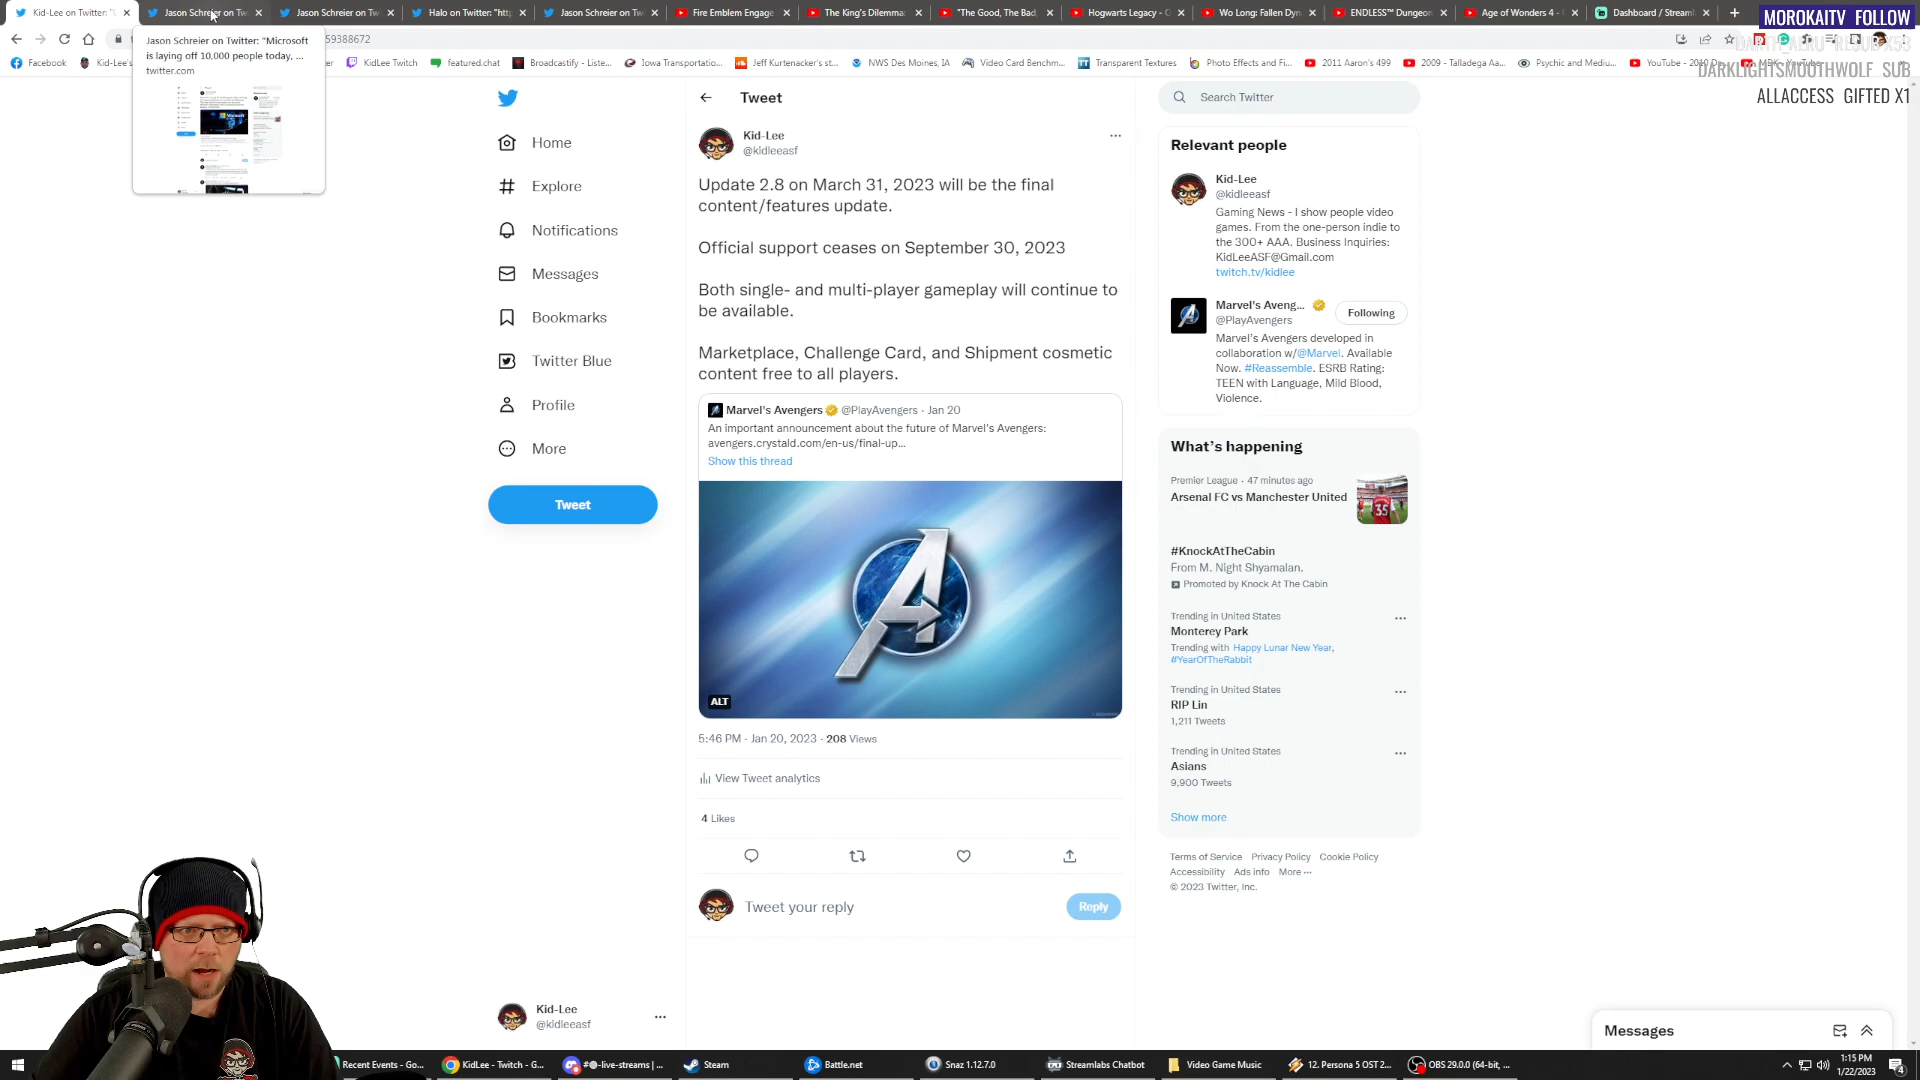 Kid-Lee on Twitter: "U
Jason Schreier on Tw
Jason Schreier on Tw
Halo on Twitter: "htt
Jason Schreier on Tw
Fire Emblem Engage
The King's Dilemma
"The Good, The Bad,
Hogwarts Legacy - O
Wo Long: Fallen Dyn
ENDLESS™ Dungeon
Age of Wonders 4 -
Dashboard / Streaml
MOROKAITV FOLLOW
59388672
Facebook
Kid-Lee's
KidLee Twitch
featured.chat
Broadcastify - Liste...
Iowa Transportatio...
Jeff Kurtenacker's st...
NWS Des Moines, IA
Video Card Benchm...
Transparent Textures
Photo Effects and Fi...
2011 Aaron's 499
2009 - Talladega Aa...
Psychic and Mediu...
DARKLIGHTSMOOTHWOLF SUB
ALLACCESS GIFTED X1
Jason Schreier on Twitter: "Microsoft
is laying off 10,000 people today, ...
twitter.com
Home
Explore
Notifications
Messages
Bookmarks
Twitter Blue
Profile
More
Tweet
Kid-Lee
@kidleeasf
Tweet
Kid-Lee
@kidleeasf
Update 2.8 on March 31, 2023 will be the final
content/features update.
Official support ceases on September 30, 2023
Both single- and multi-player gameplay will continue to
be available.
Marketplace, Challenge Card, and Shipment cosmetic
content free to all players.
Marvel's Avengers @PlayAvengers · Jan 20
An important announcement about the future of Marvel's Avengers:
avengers.crystald.com/en-us/final-up...
Show this thread
ALT
5:46 PM · Jan 20, 2023 · 208 Views
View Tweet analytics
4 Likes
Tweet your reply
Reply
Search Twitter
Relevant people
Kid-Lee
@kidleeasf
Gaming News - I show people video
games. From the one-person indie to
the 300+ AAA. Business Inquiries:
KidLeeASF@Gmail.com
twitch.tv/kidlee
Marvel's Aveng...
@PlayAvengers
Following
Marvel's Avengers developed in
collaboration w/@Marvel. Available
Now. #Reassemble. ESRB Rating:
TEEN with Language, Mild Blood,
Violence.
What's happening
Premier League · 47 minutes ago
Arsenal FC vs Manchester United
#KnockAtTheCabin
From M. Night Shyamalan.
Promoted by Knock At The Cabin
Trending in United States
Monterey Park
Trending with Happy Lunar New Year,
#YearOfTheRabbit
Trending in United States
RIP Lin
1,211 Tweets
Trending in United States
Asians
9,900 Tweets
Show more
Terms of Service Privacy Policy Cookie Policy
Accessibility Ads info More ···
© 2023 Twitter, Inc.
Messages
Recent Events - Go...
KidLee - Twitch - G...
Steam
Battle.net
Snaz 1.12.7.0
Streamlabs Chatbot
Video Game Music
12. Persona 5 OST 2...
OBS 29.0.0 (64-bit, ...
1:15 PM
1/22/2023